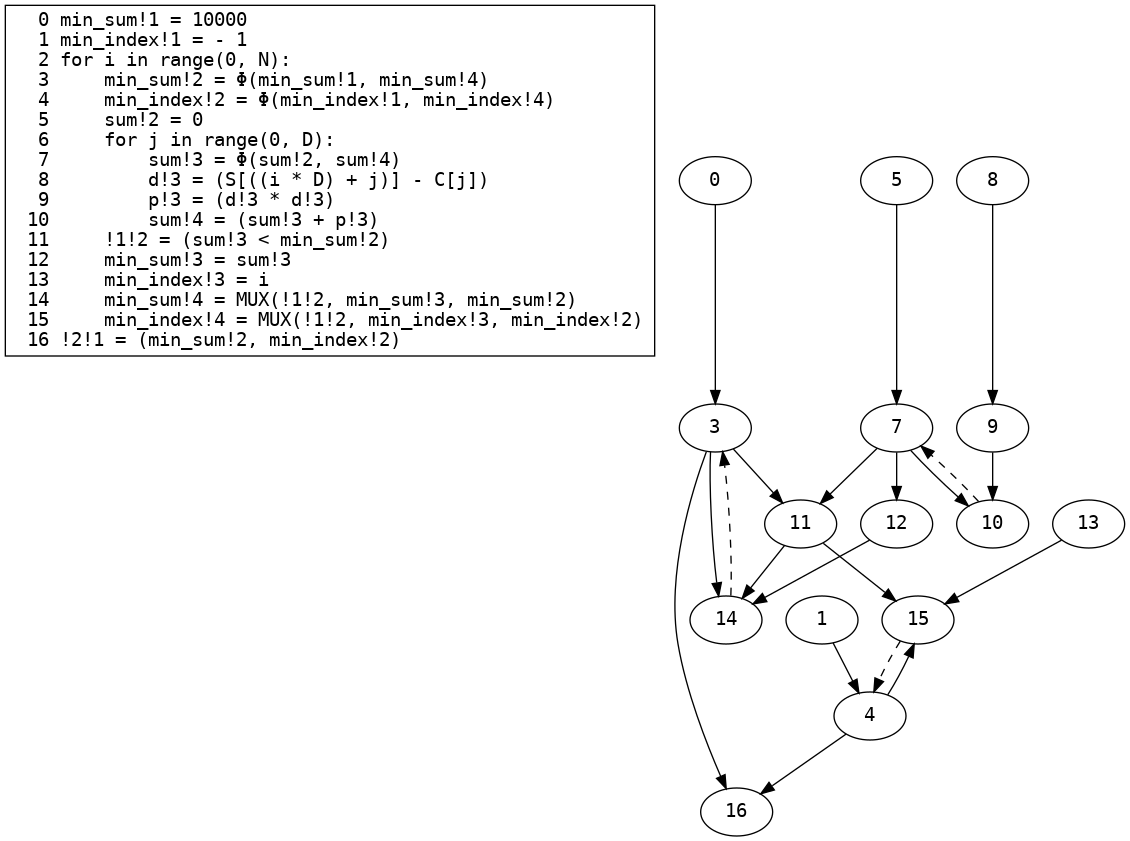 0 min_sum!1 = 10000
1 min_index!1 = - 1
2 for i in range(0, N):
3     min_sum!2 = Φ(min_sum!1, min_sum!4)
4     min_index!2 = Φ(min_index!1, min_index!4)
5     sum!2 = 0
6     for j in range(0, D):
7         sum!3 = Φ(sum!2, sum!4)
8         d!3 = (S[((i * D) + j)] - C[j])
9         p!3 = (d!3 * d!3)
10         sum!4 = (sum!3 + p!3)
11     !1!2 = (sum!3 < min_sum!2)
12     min_sum!3 = sum!3
13     min_index!3 = i
14     min_sum!4 = MUX(!1!2, min_sum!3, min_sum!2)
15     min_index!4 = MUX(!1!2, min_index!3, min_index!2)
16 !2!1 = (min_sum!2, min_index!2)
0
5
8
3
7
9
11
12
10
13
14
1
15
4
16